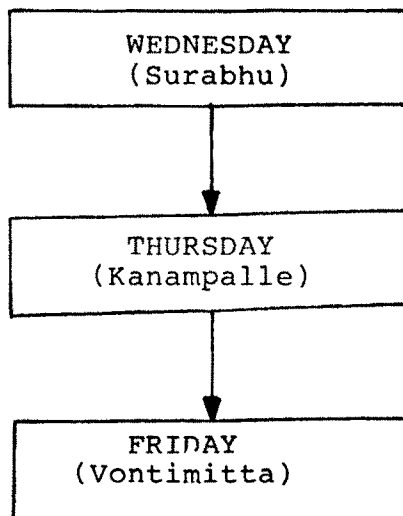 WEDNESDAY
(Surabhu)
THURSDAY
(Kanampalle)
FRIDAY
(Vontimitta)